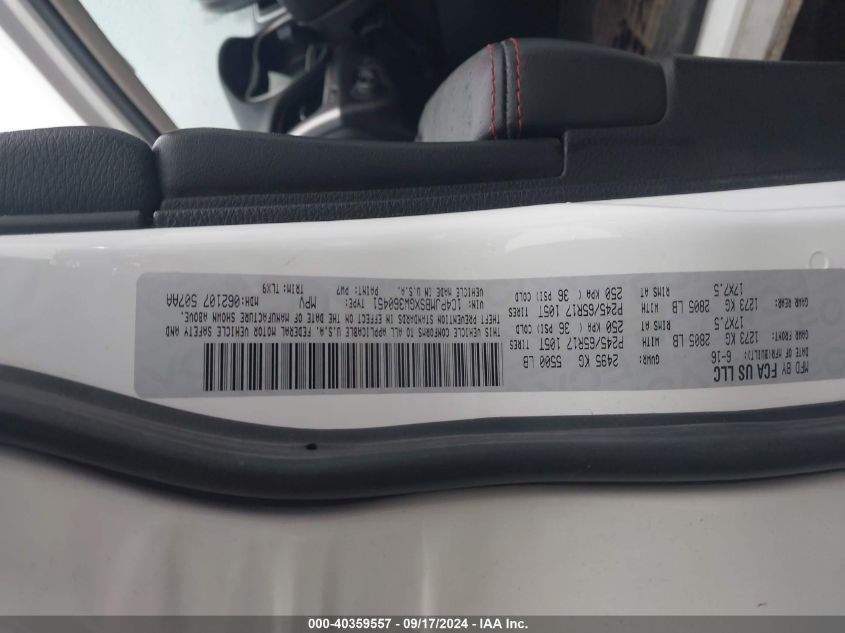 MFD BY FCA US LLC
DATE OF MFR(BUILT): 6-16 GVWR: 2495 KG 5500 LB
GAWR FRONT: 1273 KG 2805 LB WITH P245/65R17 105T TIRES
17X7.5 RIMS AT 250 KPA ( 36 PSI) COLD
GAWR REAR: 1273 KG 2805 LB WITH P245/65R17 105T TIRES
17X7.5 RIMS AT 250 KPA ( 36 PSI) COLD
THIS VEHICLE CONFORMS TO ALL APPLICABLE U.S.A. FEDERAL MOTOR VEHICLE SAFETY AND
THEFT PREVENTION STANDARDS IN EFFECT ON THE DATE OF MANUFACTURE SHOWN ABOVE.
VIN: 1C4PJMBSXGW360451 TYPE: MPV MDH:062107 507AA
VEHICLE MADE IN U.S.A. PAINT: PW7 TRIM: TLX9
000-40359557 - 09/17/2024 - IAA Inc.